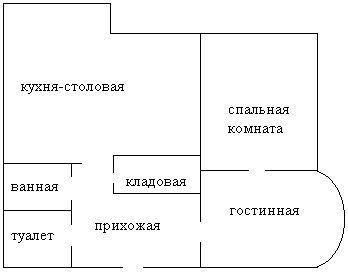 кухня-столовая
спальная
комната
ванная
кладовая
гостинная
прихожая
туалет